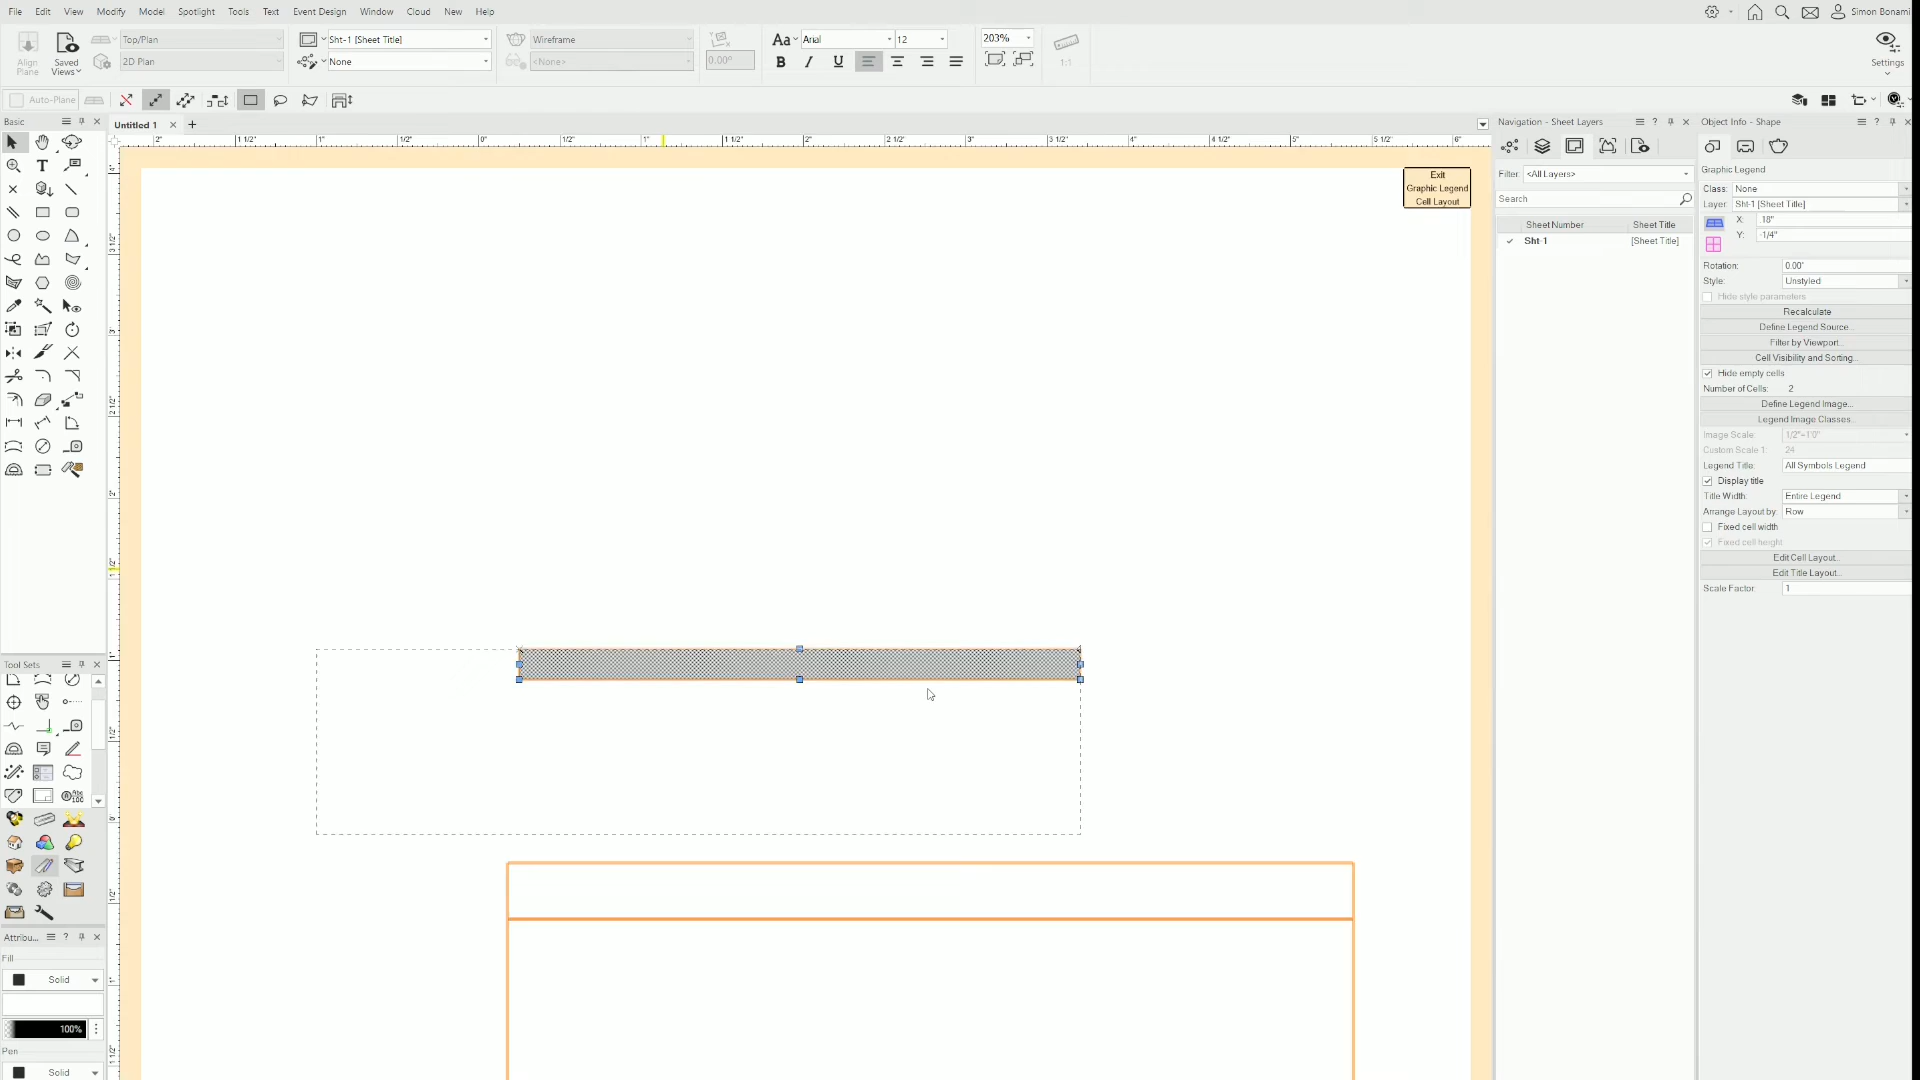 File Edit View Insert Modify Model Spotlight Tools Text Event Design Window Cloud New Help
Simon Bonami
Align Plane
Saved Views
Top/Plan
2D Plan
Sht-1 [Sheet Title]
None
Wireframe
<None>
0.00°
Aa Arial 12
B I U
203%
1:1
Settings
Auto-Plane
Basic
Untitled 1
Exit
Graphic Legend
Cell Layout
Navigation - Sheet Layers
Filter: <All Layers>
Search
Sheet Number Sheet Title
Sht-1 [Sheet Title]
Object Info - Shape
Graphic Legend
Class: None
Layer: Sht-1 [Sheet Title]
X: .18"
Y: -1/4"
Rotation: 0.00°
Style: Unstyled
Hide style parameters
Recalculate
Define Legend Source...
Filter by Viewport...
Cell Visibility and Sorting...
Hide empty cells
Number of Cells: 2
Define Legend Image...
Legend Image Classes...
Image Scale: 1/2"=1'0"
Custom Scale 1: 24
Legend Title: All Symbols Legend
Display title
Title Width: Entire Legend
Arrange Layout by: Row
Fixed cell width
Fixed cell height
Edit Cell Layout...
Edit Title Layout...
Scale Factor: 1
Tool Sets
Attribu...
Fill
Solid
100%
Pen
Solid